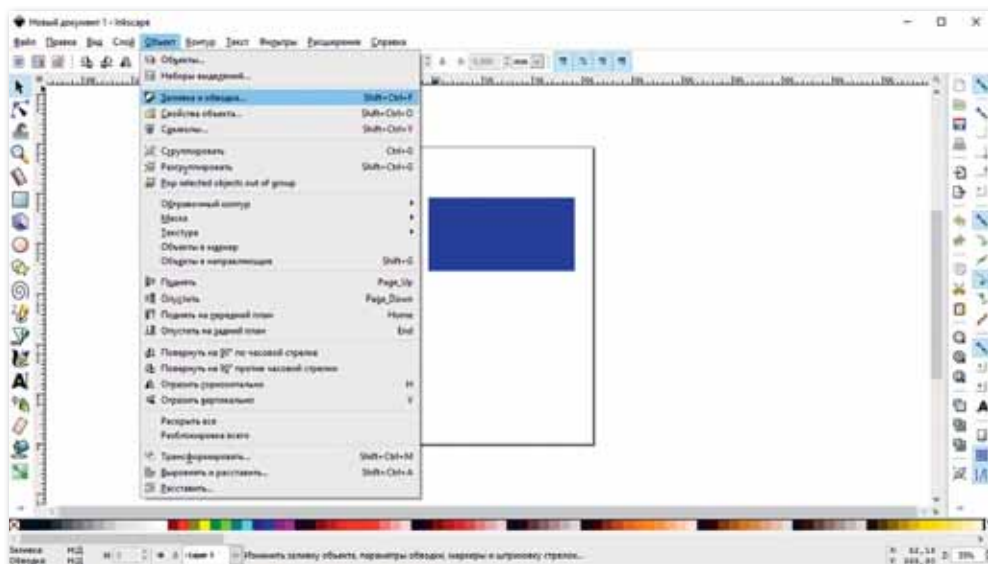 Новый документ 1 - Inkscape
Файл Правка Вид Слой Объект Контур Текст Фильтры Расширения Справка
Объекты...
Наборы выделений...
Заливка и обводка... Shift+Ctrl+F
Свойства объекта... Shift+Ctrl+O
Символы... Shift+Ctrl+Y
Сгруппировать Ctrl+G
Разгруппировать Shift+Ctrl+G
Pop selected objects out of group
Обтравочный контур
Маска
Текстура
Объекты в маркер
Объекты в направляющие Shift+G
Поднять Page_Up
Опустить Page_Down
Поднять на передний план Home
Опустить на задний план End
Повернуть на 90° по часовой стрелке
Повернуть на 90° против часовой стрелки
Отразить горизонтально H
Отразить вертикально V
Раскрыть все
Разблокировка всего
Трансформировать... Shift+Ctrl+M
Выровнять и расставить... Shift+Ctrl+A
Расставить...
Заливка: Н/Д
Обводка: Н/Д
Изменить заливку объекта, параметры обводки, маркеры и штриховку стрелок...
35%